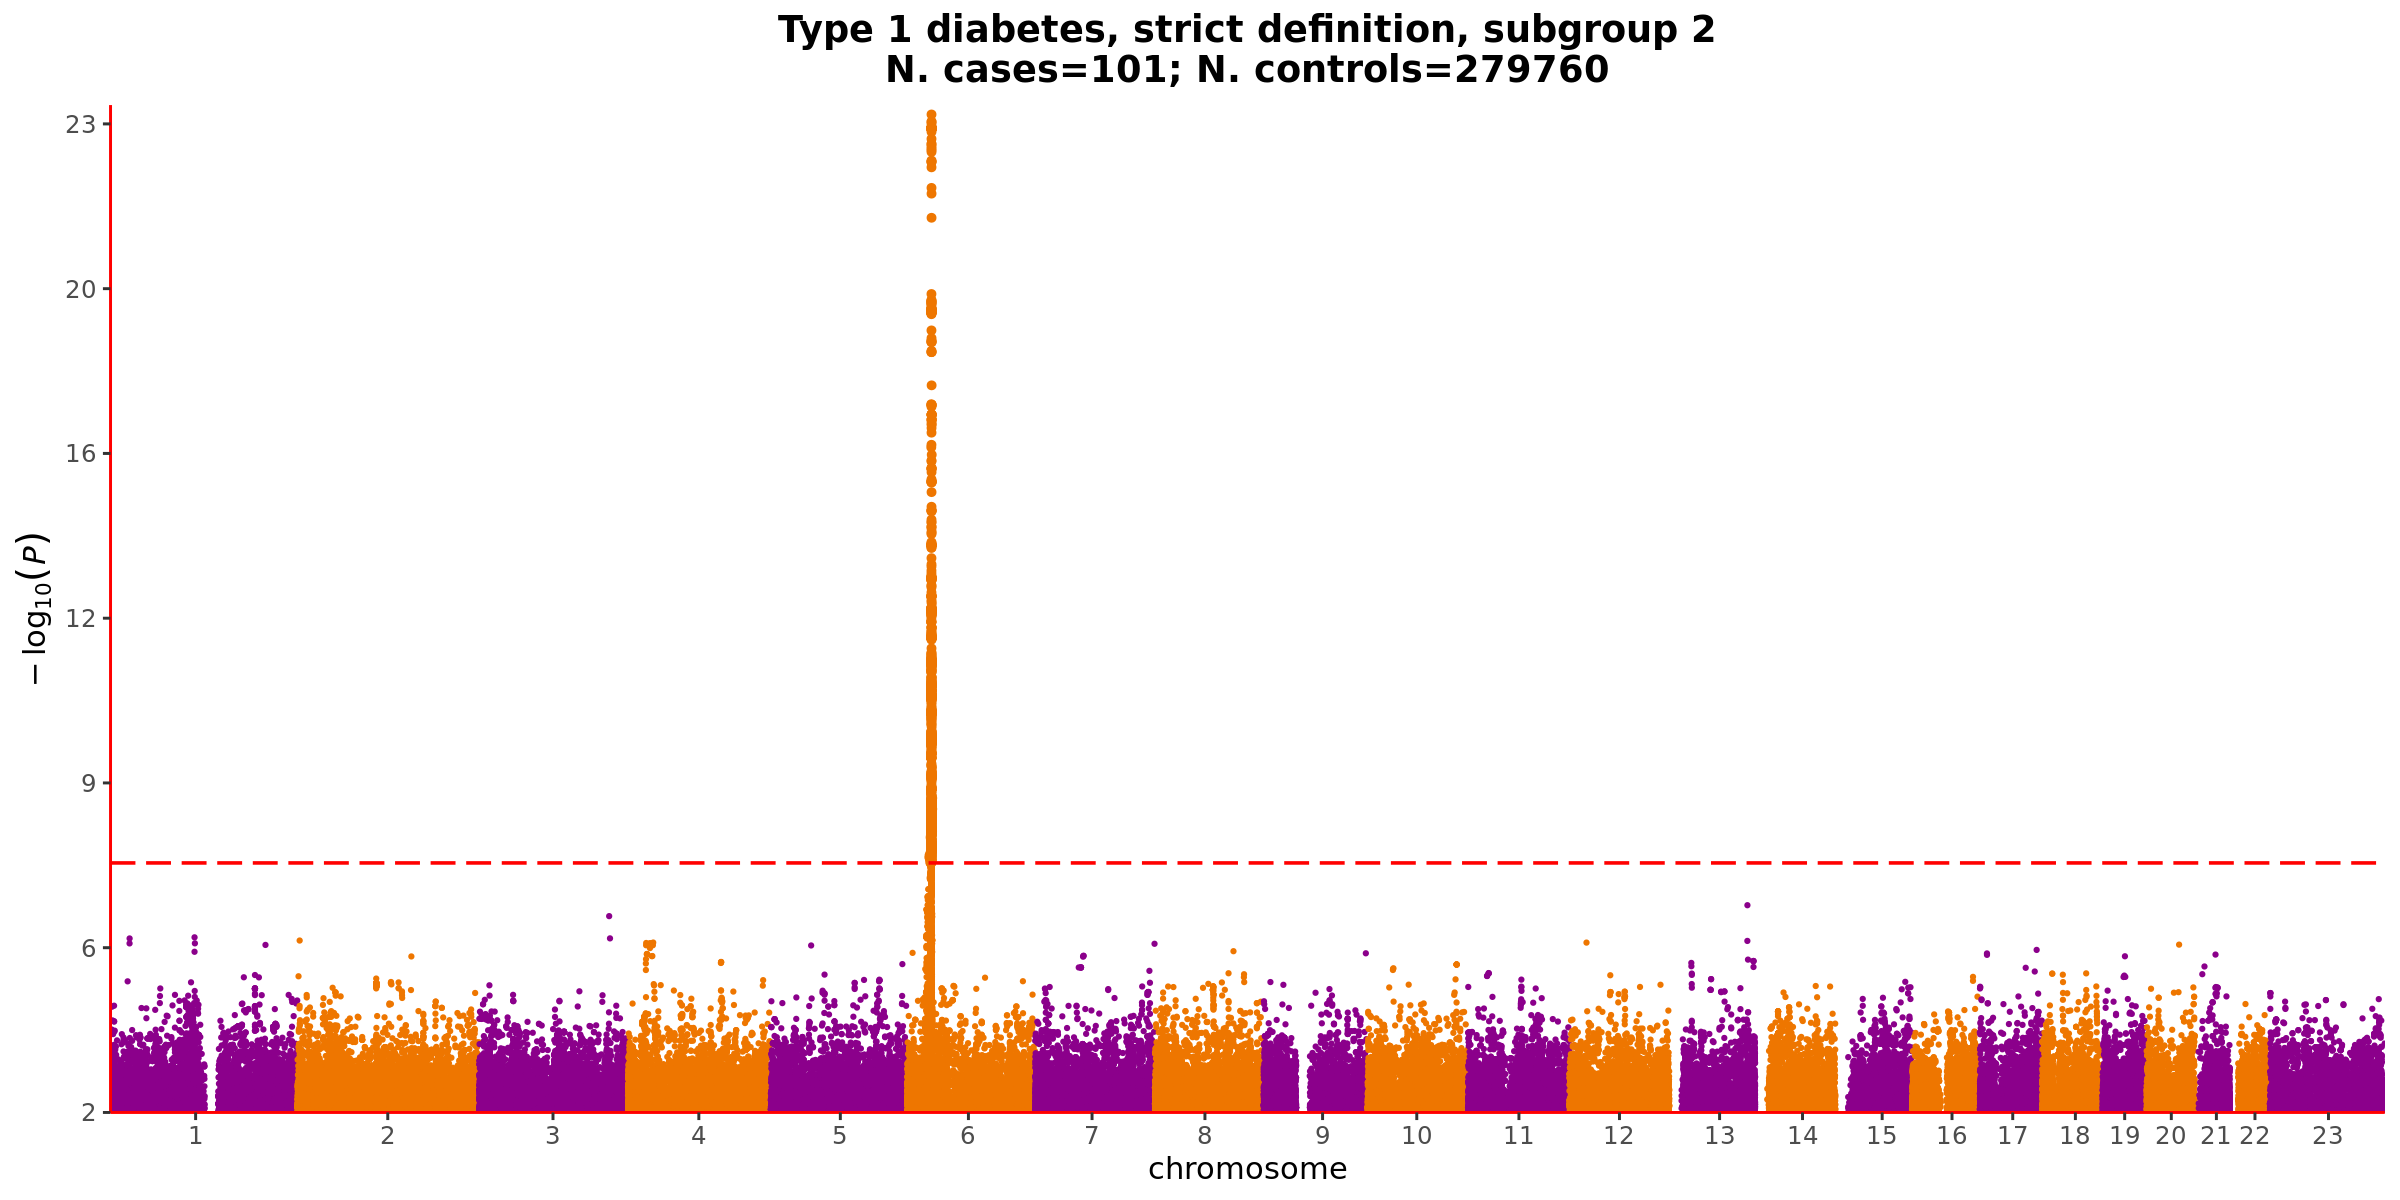 Type 1 diabetes, strict definition, subgroup 2
N. cases=101; N. controls=279760
23
20
16
12
9
6
2
−log10(P)
1 2 3 4 5 6 7 8 9 10 11 12 13 14 15 16 17 18 19 20 21 22 23
chromosome